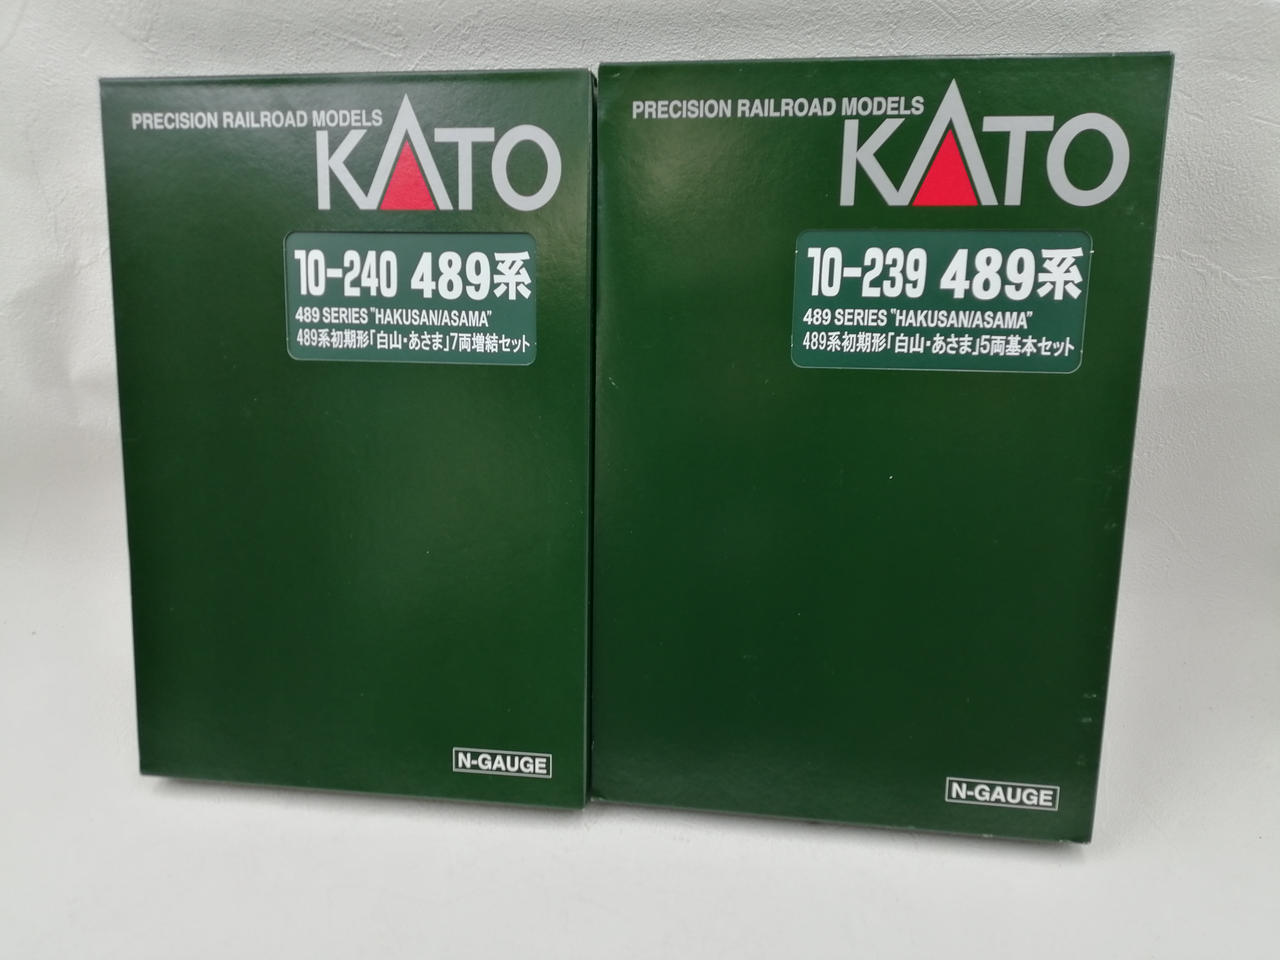 PRECISION RAILROAD MODELS
KATO
10-240 489系
489 SERIES "HAKUSAN/ASAMA"
489系初期形「白山・あさま」7両増結セット
N-GAUGE
PRECISION RAILROAD MODELS
KATO
10-239 489系
489 SERIES "HAKUSAN/ASAMA"
489系初期形「白山・あさま」5両基本セット
N-GAUGE